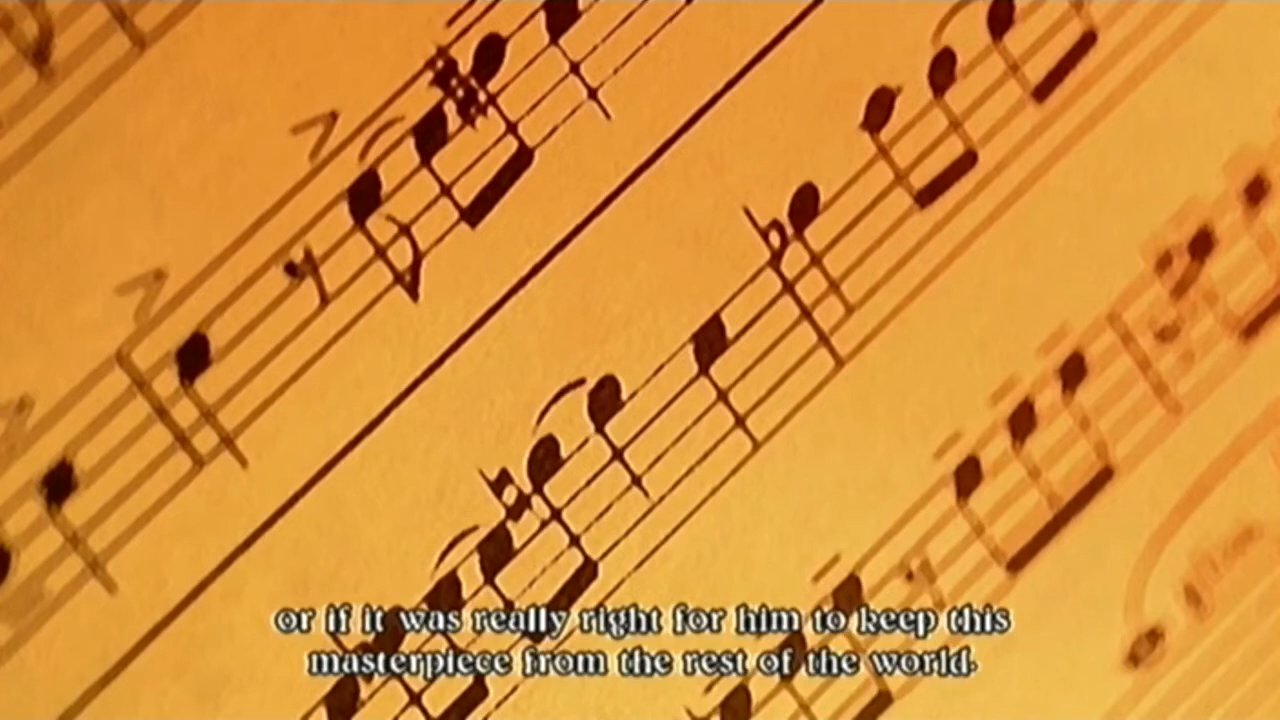 or if it was really right for him to keep this
masterpiece from the rest of the world.